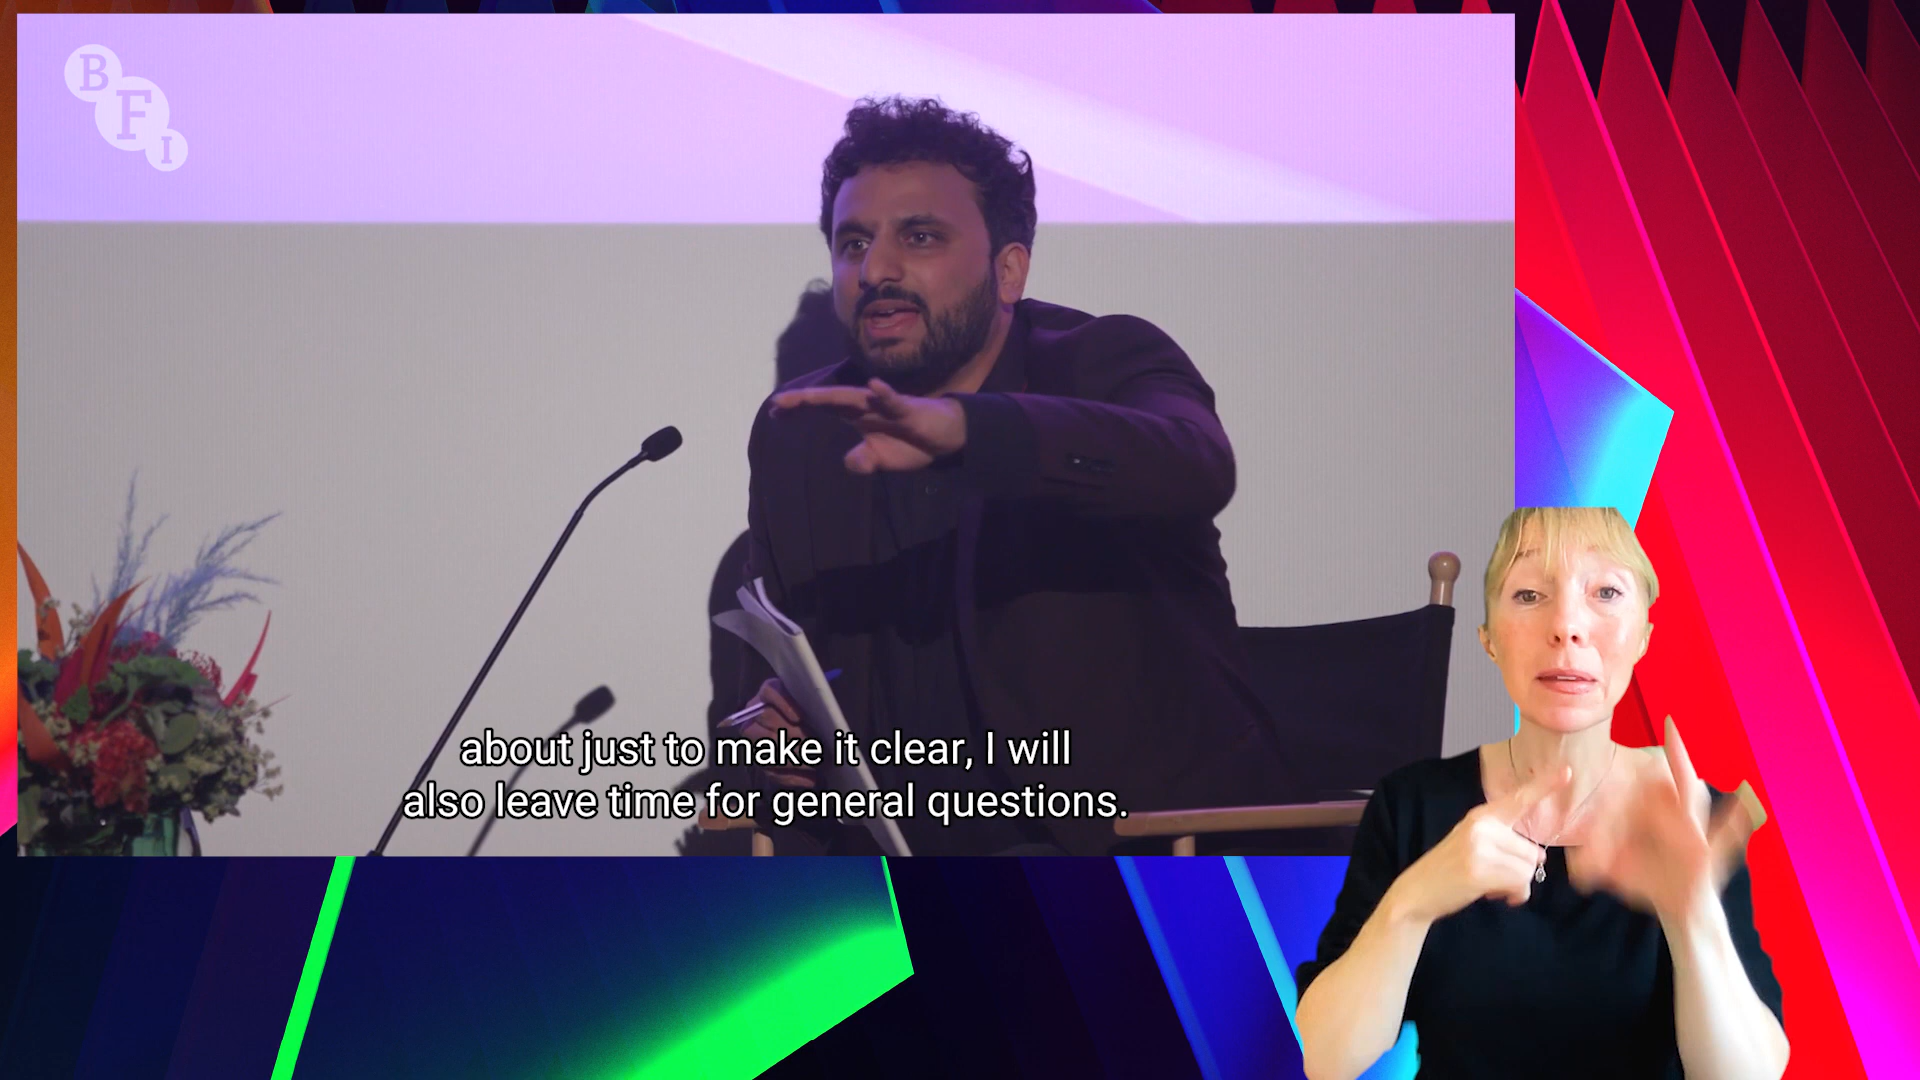 BFI
about just to make it clear, I will
also leave time for general questions.